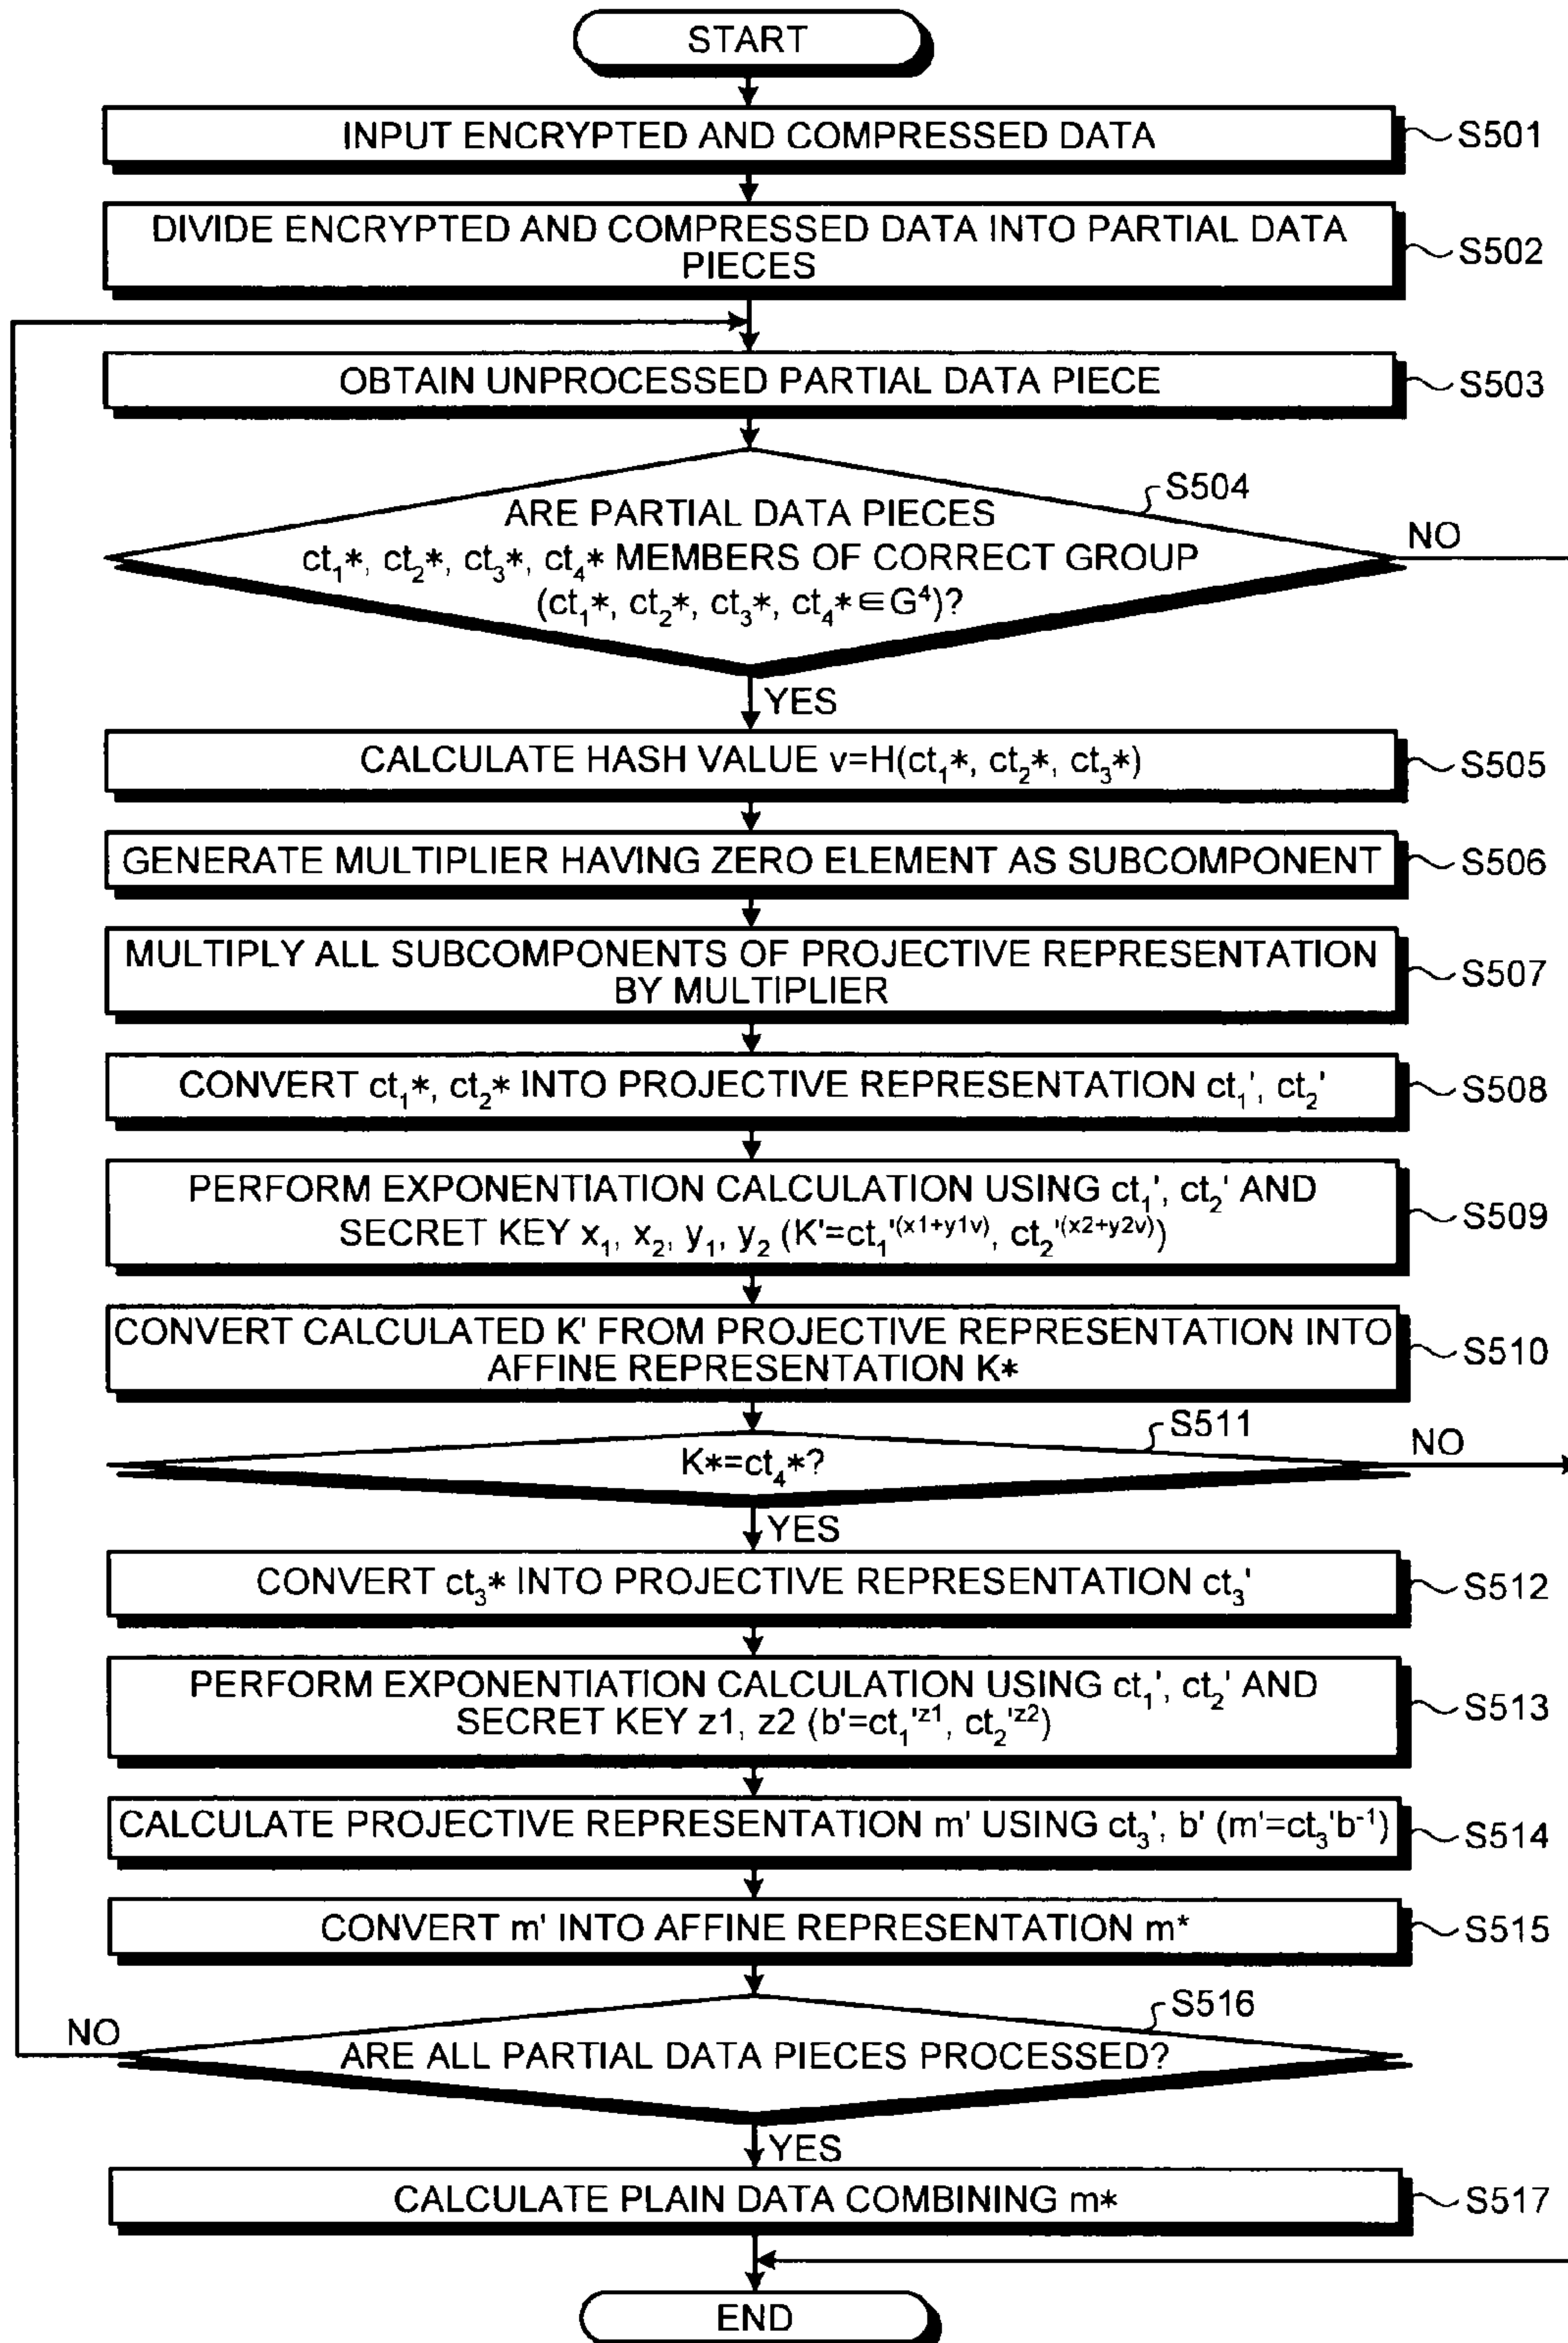 START
INPUT ENCRYPTED AND COMPRESSED DATA
S501
DIVIDE ENCRYPTED AND COMPRESSED DATA INTO PARTIAL DATA
PIECES
S502
OBTAIN UNPROCESSED PARTIAL DATA PIECE
S503
S504
ARE PARTIAL DATA PIECES
ct₁*, ct₂*, ct₃*, ct₄* MEMBERS OF CORRECT GROUP
(ct₁*, ct₂*, ct₃*, ct₄*∈G⁴)?
NO
YES
CALCULATE HASH VALUE v=H(ct₁*, ct₂*, ct₃*)
S505
GENERATE MULTIPLIER HAVING ZERO ELEMENT AS SUBCOMPONENT
S506
MULTIPLY ALL SUBCOMPONENTS OF PROJECTIVE REPRESENTATION
BY MULTIPLIER
S507
CONVERT ct₁*, ct₂* INTO PROJECTIVE REPRESENTATION ct₁', ct₂'
S508
PERFORM EXPONENTIATION CALCULATION USING ct₁', ct₂' AND
SECRET KEY x₁, x₂, y₁, y₂ (K'=ct₁'^(x1+y1v), ct₂'^(x2+y2v))
S509
CONVERT CALCULATED K' FROM PROJECTIVE REPRESENTATION INTO
AFFINE REPRESENTATION K*
S510
S511
K*=ct₄*?
NO
YES
CONVERT ct₃* INTO PROJECTIVE REPRESENTATION ct₃'
S512
PERFORM EXPONENTIATION CALCULATION USING ct₁', ct₂' AND
SECRET KEY z1, z2 (b'=ct₁'^z1, ct₂'^z2)
S513
CALCULATE PROJECTIVE REPRESENTATION m' USING ct₃', b' (m'=ct₃'b⁻¹)
S514
CONVERT m' INTO AFFINE REPRESENTATION m*
S515
S516
NO
ARE ALL PARTIAL DATA PIECES PROCESSED?
YES
CALCULATE PLAIN DATA COMBINING m*
S517
END